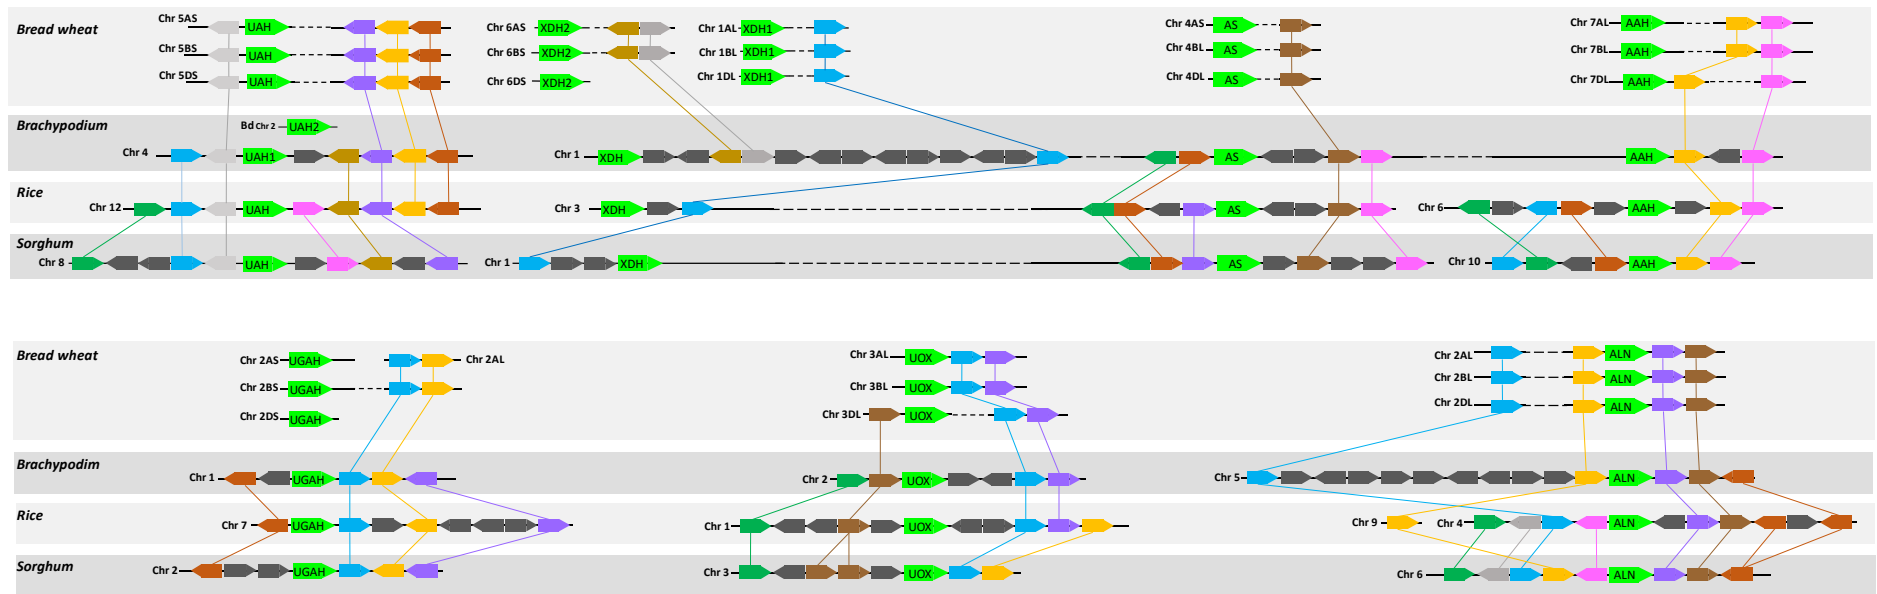 Bread wheat
Chr 5AS UAH
Chr 5BS UAH
Chr 5DS UAH
Chr 6AS XDH2
Chr 6BS XDH2
Chr 6DS XDH2
Chr 1AL XDH1
Chr 1BL XDH1
Chr 1DL XDH1
Chr 4AS AS
Chr 4BL AS
Chr 4DL AS
Chr 7AL AAH
Chr 7BL AAH
Chr 7DL AAH
Brachypodium
Bd Chr 2 UAH2
Chr 4 UAH1
Chr 1 XDH AS AAH
Rice
Chr 12 UAH
Chr 3 XDH AS
Chr 6 AAH
Sorghum
Chr 8 UAH
Chr 1 XDH AS
Chr 10 AAH
Bread wheat
Chr 2AS UGAH Chr 2AL
Chr 2BS UGAH
Chr 2DS UGAH
Chr 3AL UOX
Chr 3BL UOX
Chr 3DL UOX
Chr 2AL ALN
Chr 2BL ALN
Chr 2DL ALN
Brachypodim
Chr 1 UGAH
Chr 2 UOX
Chr 5 ALN
Rice
Chr 7 UGAH
Chr 1 UOX
Chr 9 Chr 4 ALN
Sorghum
Chr 2 UGAH
Chr 3 UOX
Chr 6 ALN